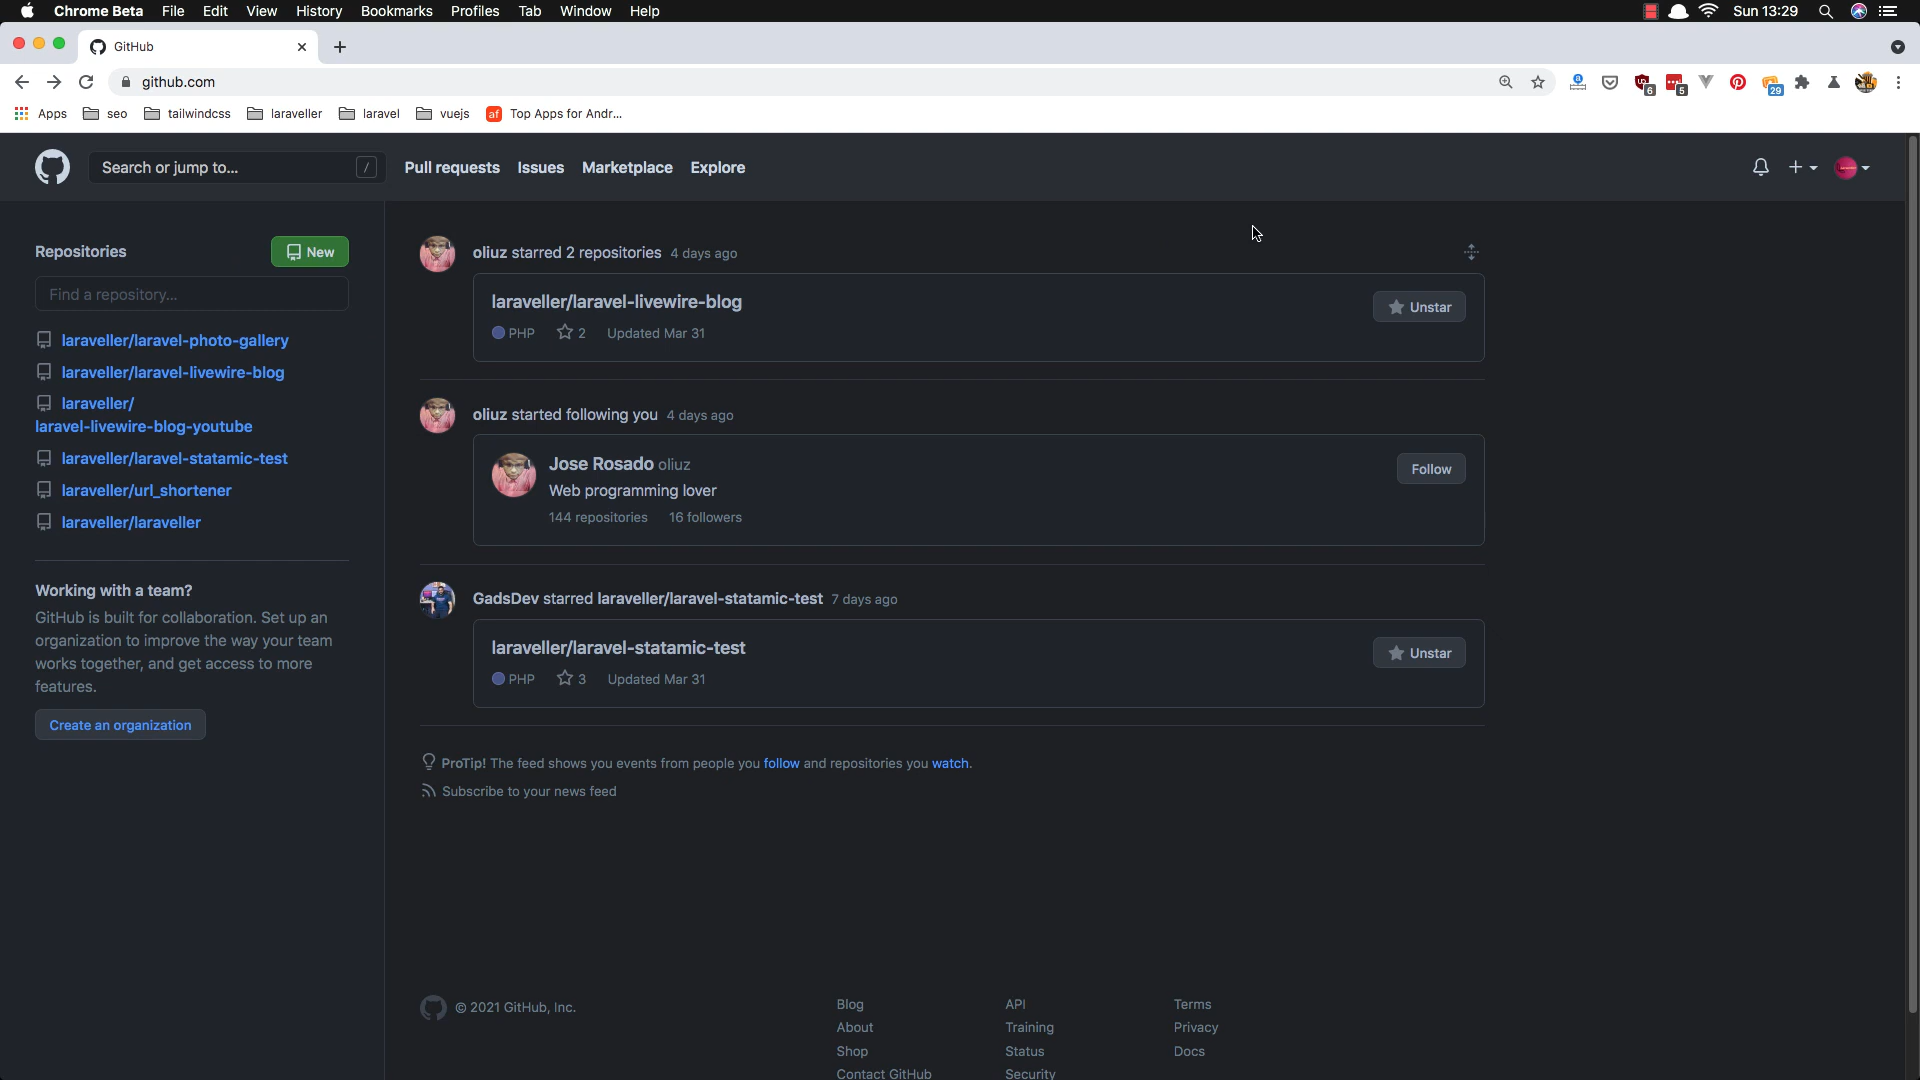 Chrome Beta File Edit View History Bookmarks Profiles Tab Window Help Sun 13:29
GitHub
github.com 6 5 29
Apps seo tailwindcss laraveller laravel vuejs af Top Apps for Andr...
Search or jump to... / Pull requests Issues Marketplace Explore
Repositories New
Find a repository...
laraveller/laravel-photo-gallery
laraveller/laravel-livewire-blog
laraveller/
laravel-livewire-blog-youtube
laraveller/laravel-statamic-test
laraveller/url_shortener
laraveller/laraveller
Working with a team?
GitHub is built for collaboration. Set up an
organization to improve the way your team
works together, and get access to more
features.
Create an organization
oliuz starred 2 repositories 4 days ago
laraveller/laravel-livewire-blog Unstar
PHP 2 Updated Mar 31
oliuz started following you 4 days ago
Jose Rosado oliuz Follow
Web programming lover
144 repositories 16 followers
GadsDev starred laraveller/laravel-statamic-test 7 days ago
laraveller/laravel-statamic-test Unstar
PHP 3 Updated Mar 31
ProTip! The feed shows you events from people you follow and repositories you watch.
Subscribe to your news feed
© 2021 GitHub, Inc.
Blog API Terms
About Training Privacy
Shop Status Docs
Contact GitHub Security